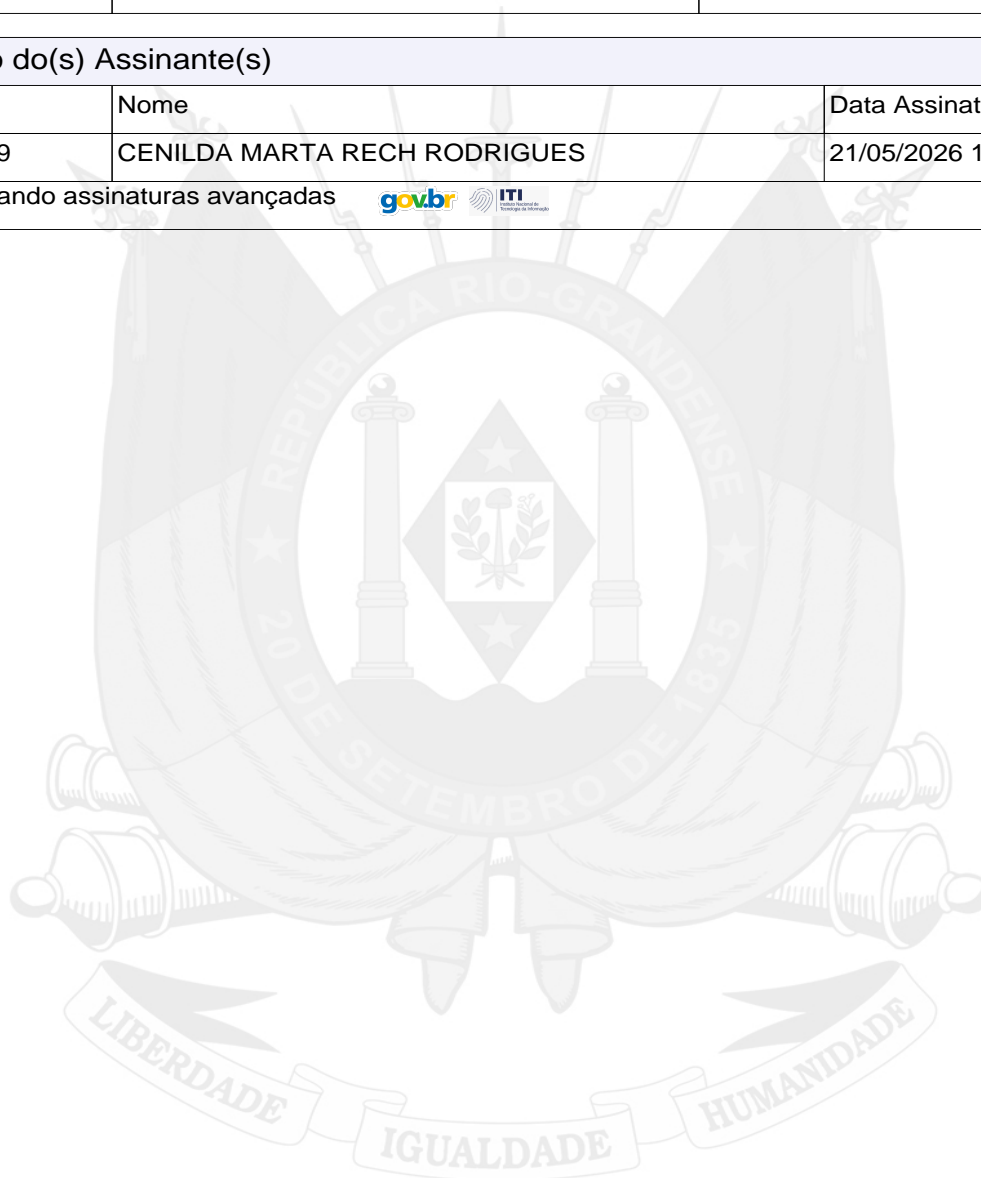 o do(s) Assinante(s)
Nome Data Assinat
9 CENILDA MARTA RECH RODRIGUES 21/05/2026 1
ando assinaturas avançadas gov.br ITI
REPÚBLICA RIO-GRANDENSE
20 DE SETEMBRO DE 1835
LIBERDADE IGUALDADE HUMANIDADE